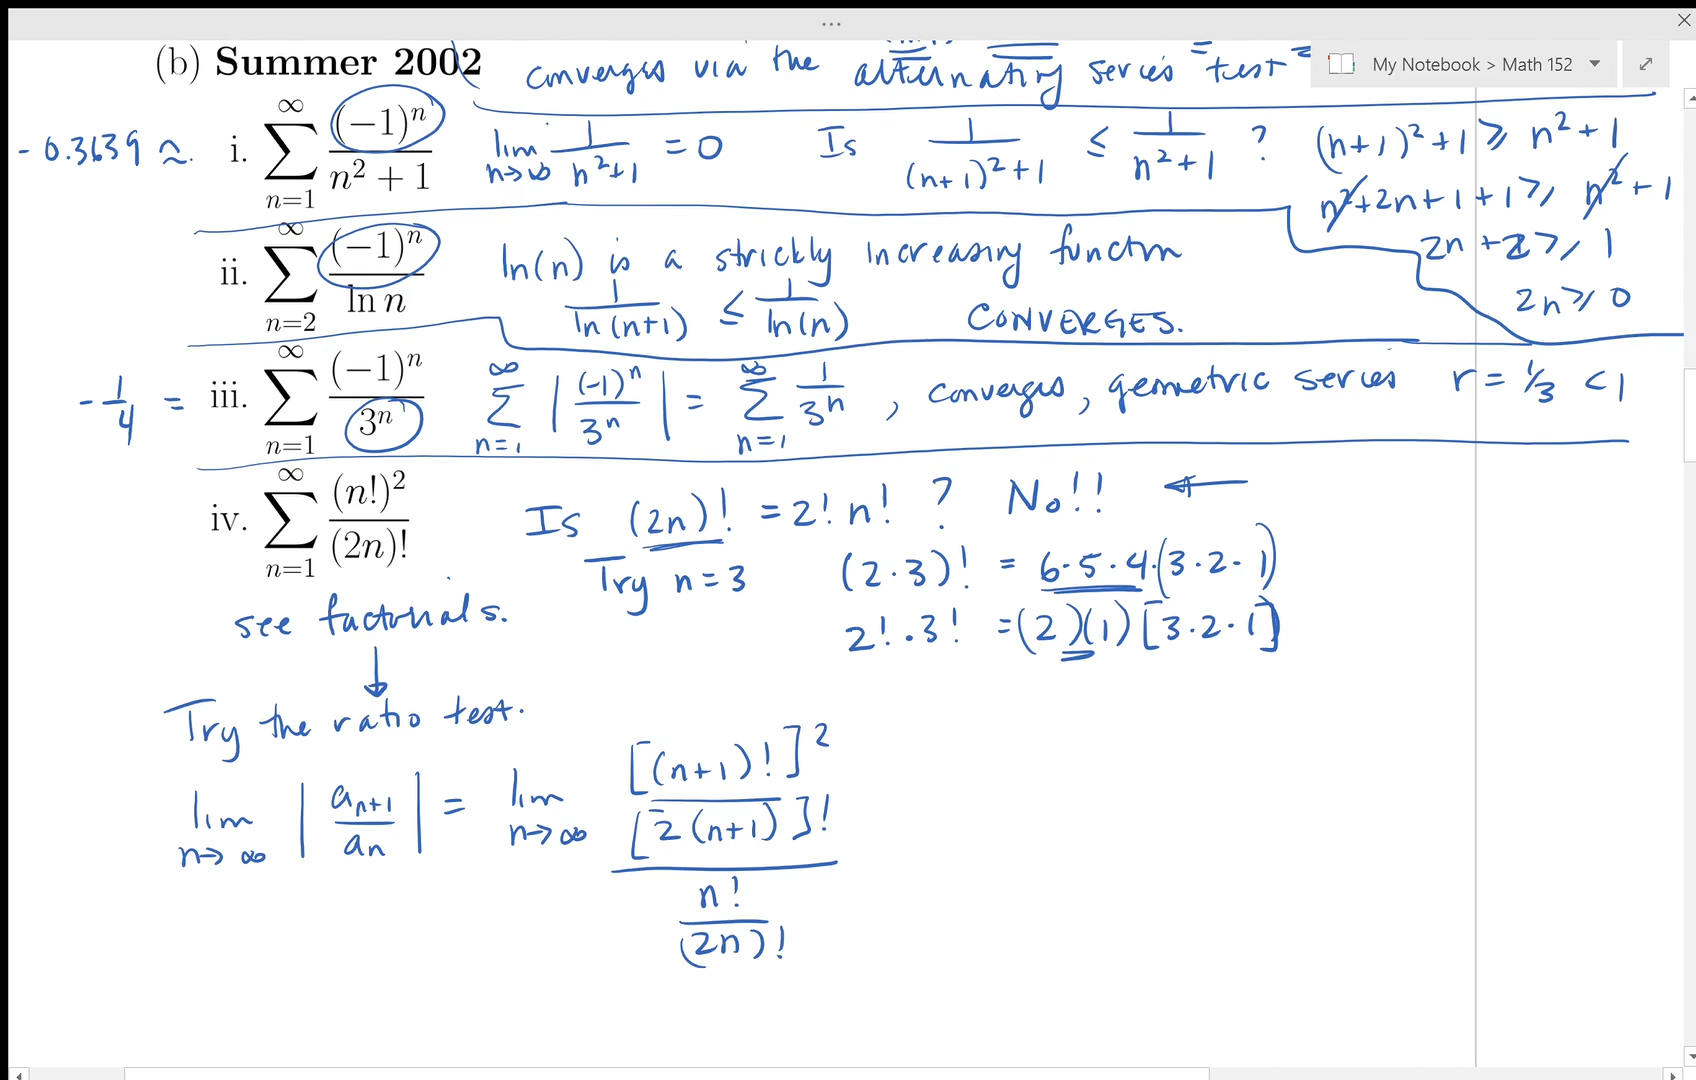 ...
(b) Summer 2002 converges via the alternating series test
My Notebook > Math 152
-0.3639 ≈ i. ∑_{n=1}^{∞} (-1)^n / (n^2 + 1) lim_{n→∞} 1/(n^2+1) = 0 Is 1/((n+1)^2+1) ≤ 1/(n^2+1) ? (n+1)^2+1 ≥ n^2+1
n^2+2n+1+1 ≥ n^2+1
ii. ∑_{n=2}^{∞} (-1)^n / ln n ln(n) is a strictly increasing function
2n+2 ≥ 1
1/ln(n+1) ≤ 1/ln(n) CONVERGES.
2n ≥ 0
-1/4 = iii. ∑_{n=1}^{∞} (-1)^n / 3^n ∑_{n=1}^{∞} |(-1)^n / 3^n| = ∑_{n=1}^{∞} 1/3^n , converges, geometric series r = 1/3 < 1
iv. ∑_{n=1}^{∞} (n!)^2 / (2n)! Is (2n)! = 2! n! ? No!! ←
Try n=3 (2·3)! = 6·5·4·(3·2·1)
see factorials. 2!·3! = (2)(1)[3·2·1]
↓
Try the ratio test.
lim_{n→∞} |a_{n+1} / a_n| = lim_{n→∞} ([(n+1)!]^2 / [2(n+1)]!) / (n! / (2n)!)